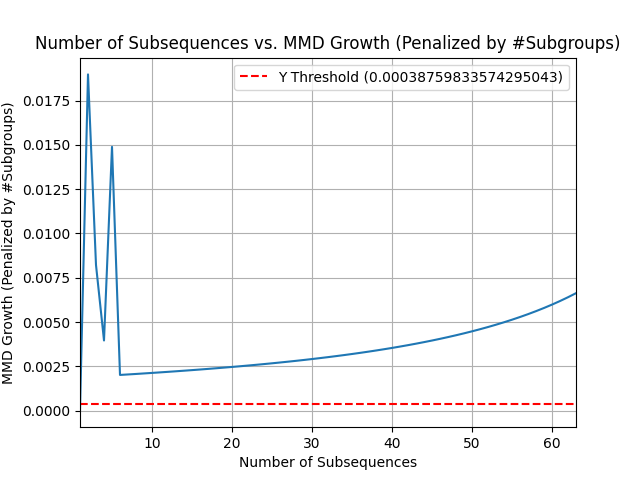 Number of Subsequences vs. MMD Growth (Penalized by #Subgroups)
Y Threshold (0.00038759833574295043)
MMD Growth (Penalized by #Subgroups)
0.0175
0.0150
0.0125
0.0100
0.0075
0.0050
0.0025
0.0000
10 20 30 40 50 60
Number of Subsequences